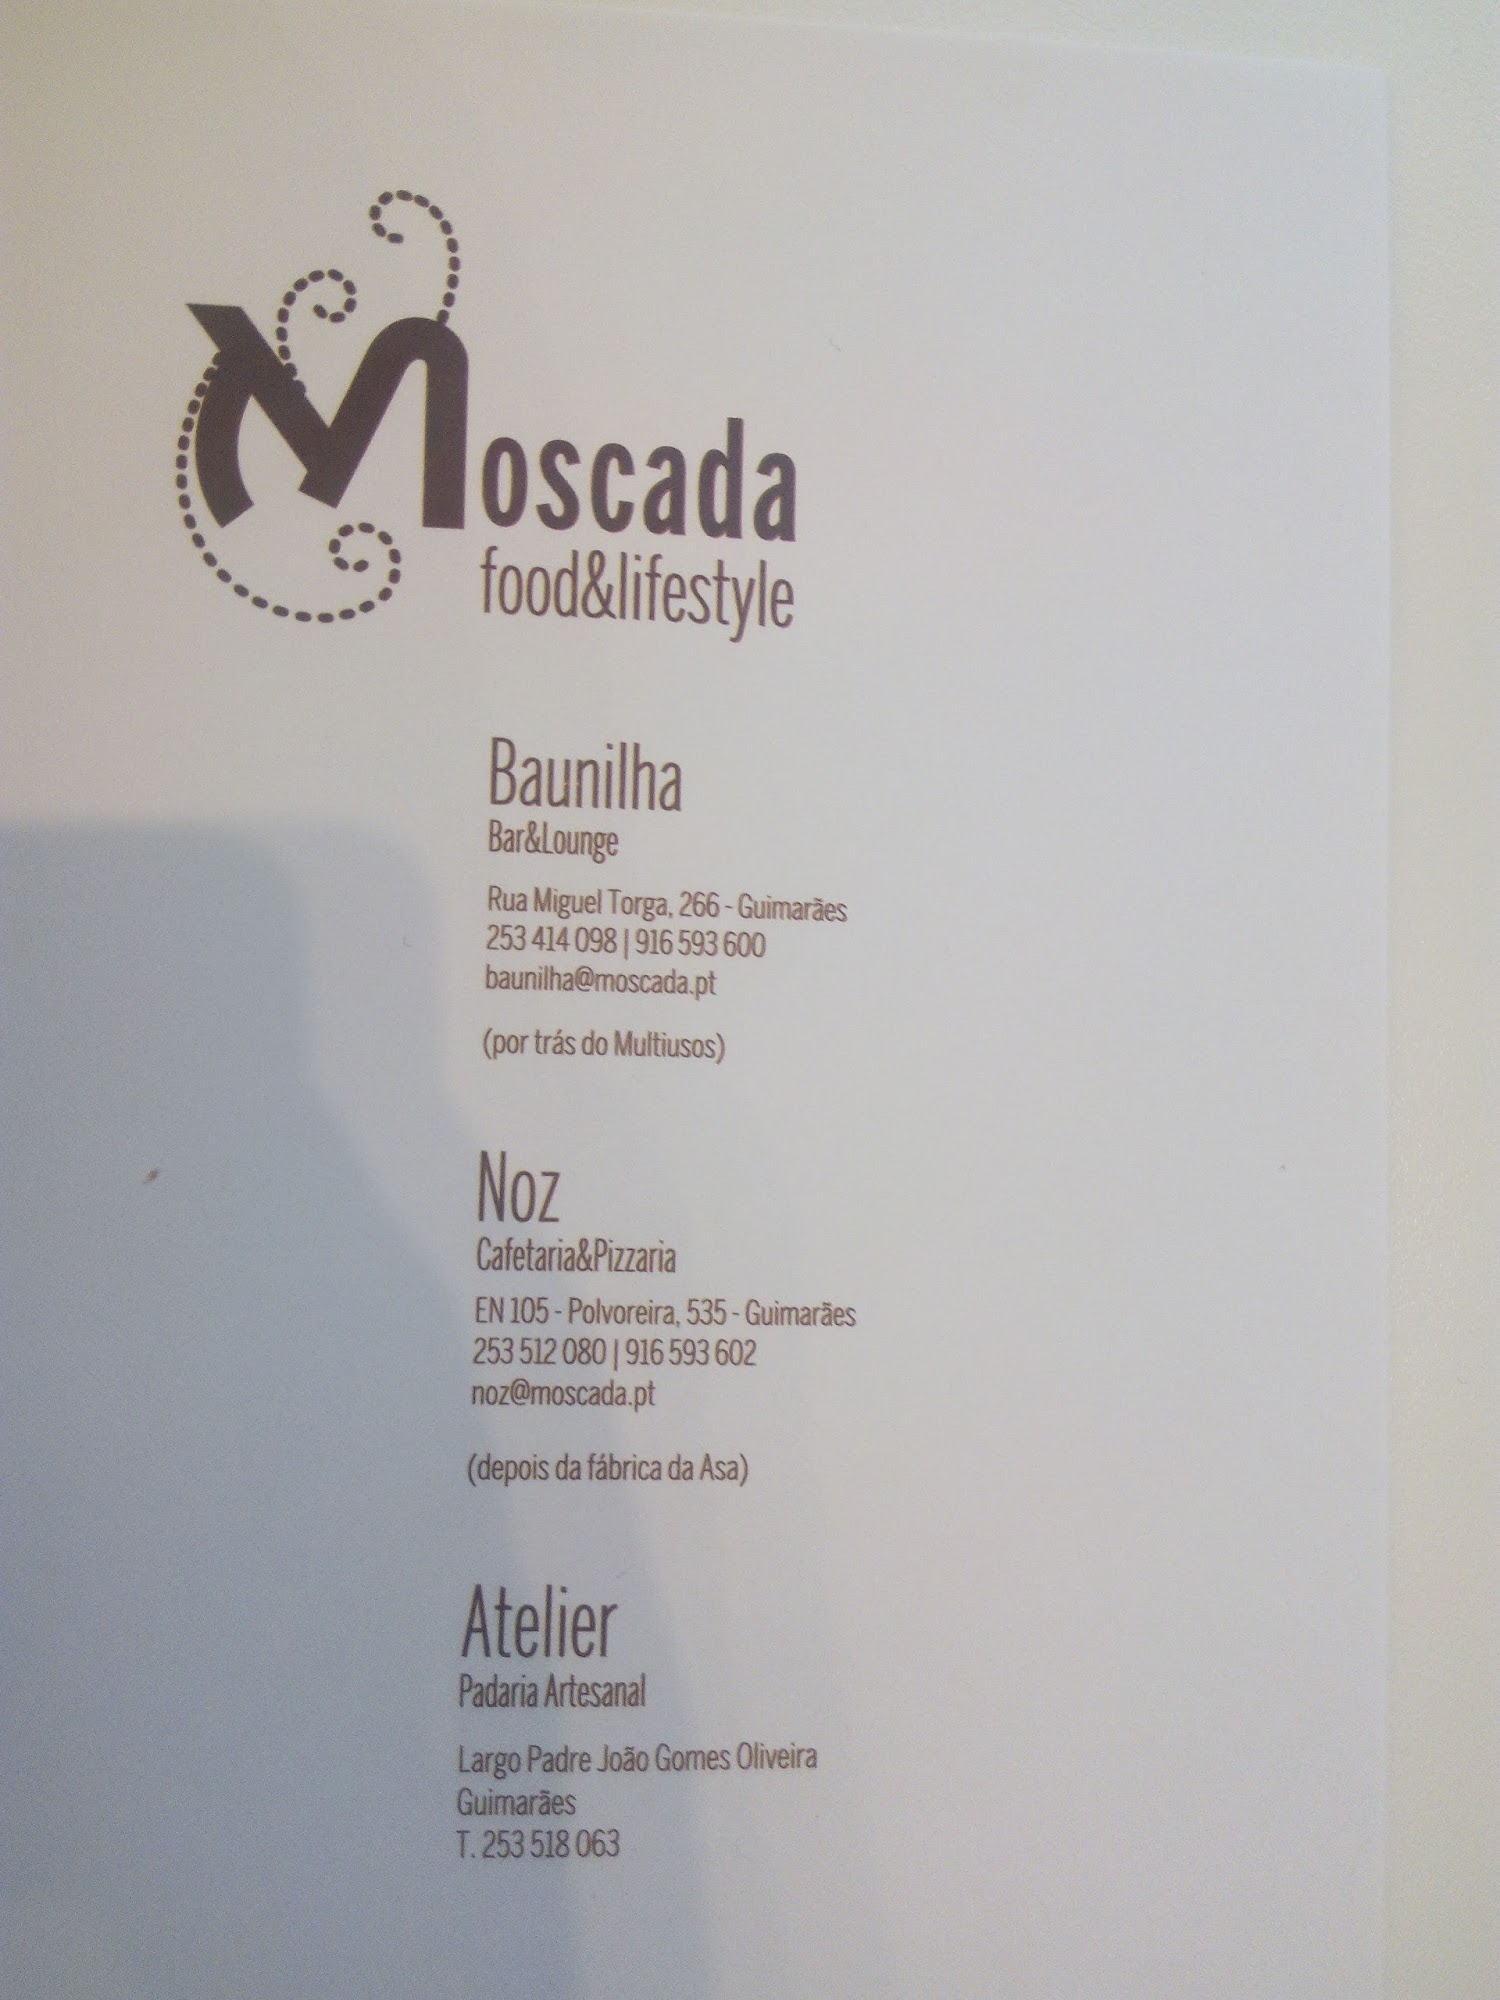 Moscada
food&lifestyle
Baunilha
Bar&Lounge
Rua Miguel Torga, 266 - Guimarães
253 414 098 | 916 593 600
baunilha@moscada.pt
(por trás do Multiusos)
Noz
Cafetaria&Pizzaria
EN 105 - Polvoreira, 535 - Guimarães
253 512 080 | 916 593 602
noz@moscada.pt
(depois da fábrica da Asa)
Atelier
Padaria Artesanal
Largo Padre João Gomes Oliveira
Guimarães
T. 253 518 063